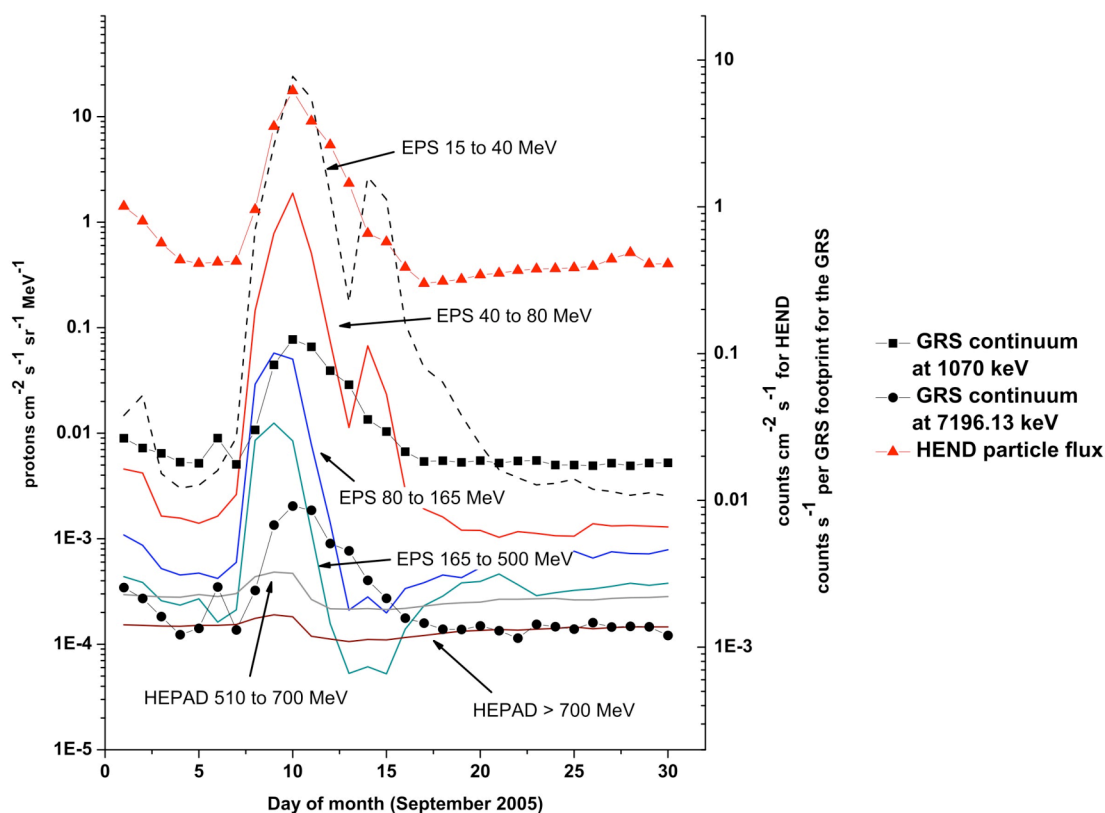 10
1
0.1
0.01
1E-3
1E-4
1E-5
protons cm-2 s-1 sr-1 MeV-1
0
5
10
15
20
25
30
Day of month (September 2005)
10
1
0.1
0.01
1E-3
counts cm-2 s-1 for HEND
counts s-1 per GRS footprint for the GRS
EPS 15 to 40 MeV
EPS 40 to 80 MeV
EPS 80 to 165 MeV
EPS 165 to 500 MeV
HEPAD 510 to 700 MeV
HEPAD > 700 MeV
GRS continuum
at 1070 keV
GRS continuum
at 7196.13 keV
HEND particle flux